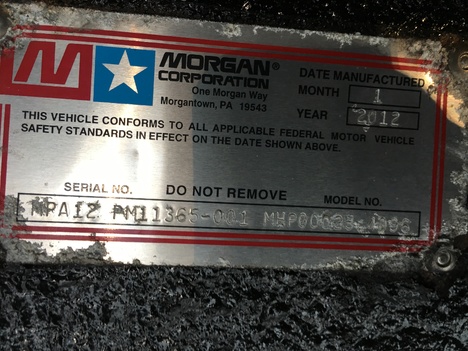 M
MORGAN®
CORPORATION
One Morgan Way
Morgantown, PA 19543
DATE MANUFACTURED
MONTH 1
YEAR 2012
THIS VEHICLE CONFORMS TO ALL APPLICABLE FEDERAL MOTOR VEHICLE
SAFETY STANDARDS IN EFFECT ON THE DATE SHOWN ABOVE.
SERIAL NO. DO NOT REMOVE MODEL NO.
PM11365-001